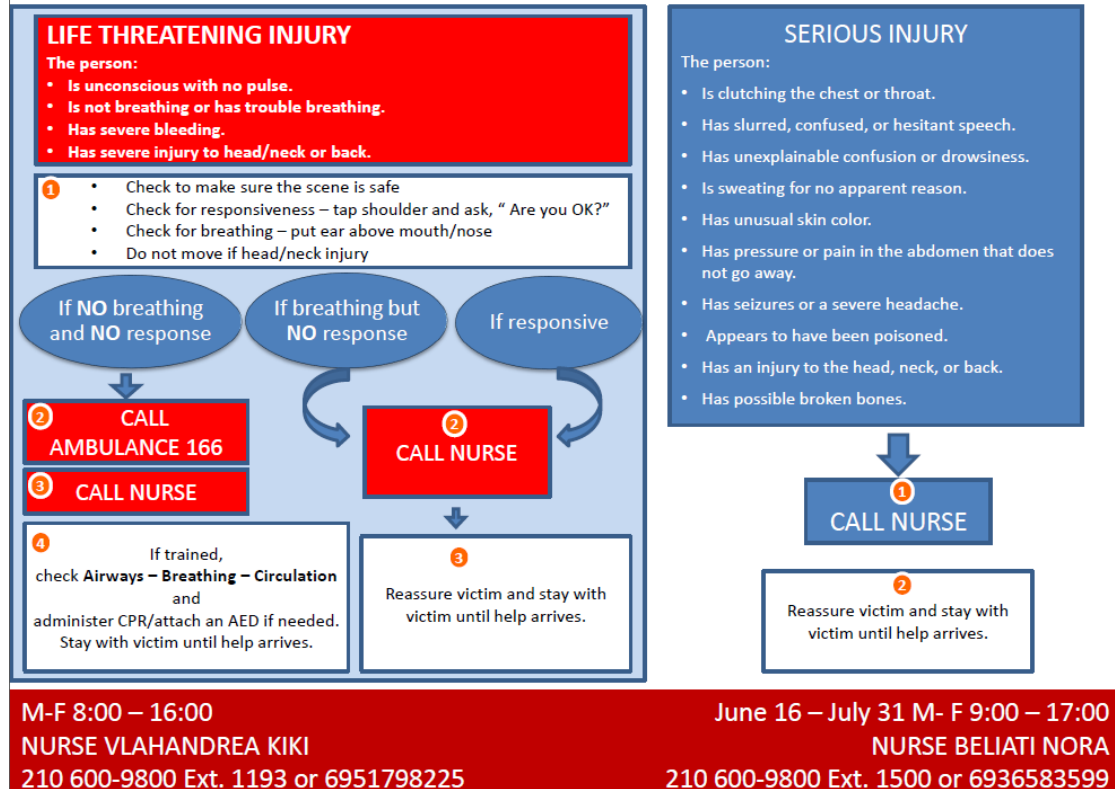 LIFE THREATENING INJURY
The person:
• Is unconscious with no pulse.
• Is not breathing or has trouble breathing.
• Has severe bleeding.
• Has severe injury to head/neck or back.
1
• Check to make sure the scene is safe
• Check for responsiveness – tap shoulder and ask, “ Are you OK?”
• Check for breathing – put ear above mouth/nose
• Do not move if head/neck injury
If NO breathing
and NO response
If breathing but
NO response
If responsive
2
CALL
AMBULANCE 166
3
CALL NURSE
4
If trained,
check Airways – Breathing – Circulation
and
administer CPR/attach an AED if needed.
Stay with victim until help arrives.
2
CALL NURSE
3
Reassure victim and stay with
victim until help arrives.
SERIOUS INJURY
The person:
• Is clutching the chest or throat.
• Has slurred, confused, or hesitant speech.
• Has unexplainable confusion or drowsiness.
• Is sweating for no apparent reason.
• Has unusual skin color.
• Has pressure or pain in the abdomen that does
not go away.
• Has seizures or a severe headache.
• Appears to have been poisoned.
• Has an injury to the head, neck, or back.
• Has possible broken bones.
1
CALL NURSE
2
Reassure victim and stay with
victim until help arrives.
M-F 8:00 – 16:00
NURSE VLAHANDREA KIKI
210 600-9800 Ext. 1193 or 6951798225
June 16 – July 31 M- F 9:00 – 17:00
NURSE BELIATI NORA
210 600-9800 Ext. 1500 or 6936583599